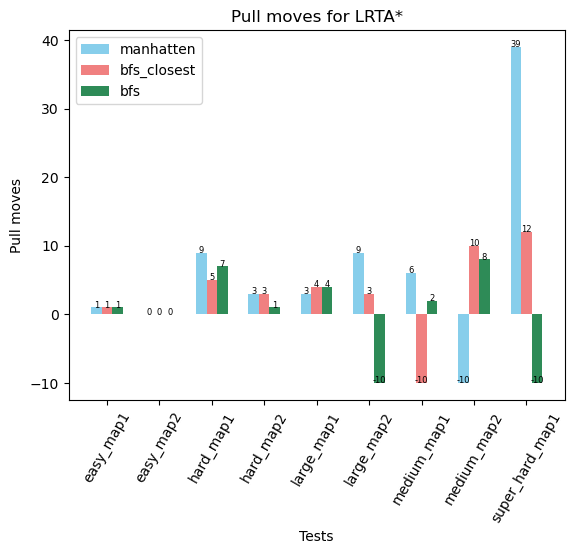 Pull moves for LRTA*
manhatten
bfs_closest
bfs
Pull moves
40
30
20
10
0
−10
1 1 1
0 0 0
9 5 7
3 3 1
3 4 4
9 3 -10
6 -10 2
-10 10 8
39 12 -10
easy_map1
easy_map2
hard_map1
hard_map2
large_map1
large_map2
medium_map1
medium_map2
super_hard_map1
Tests